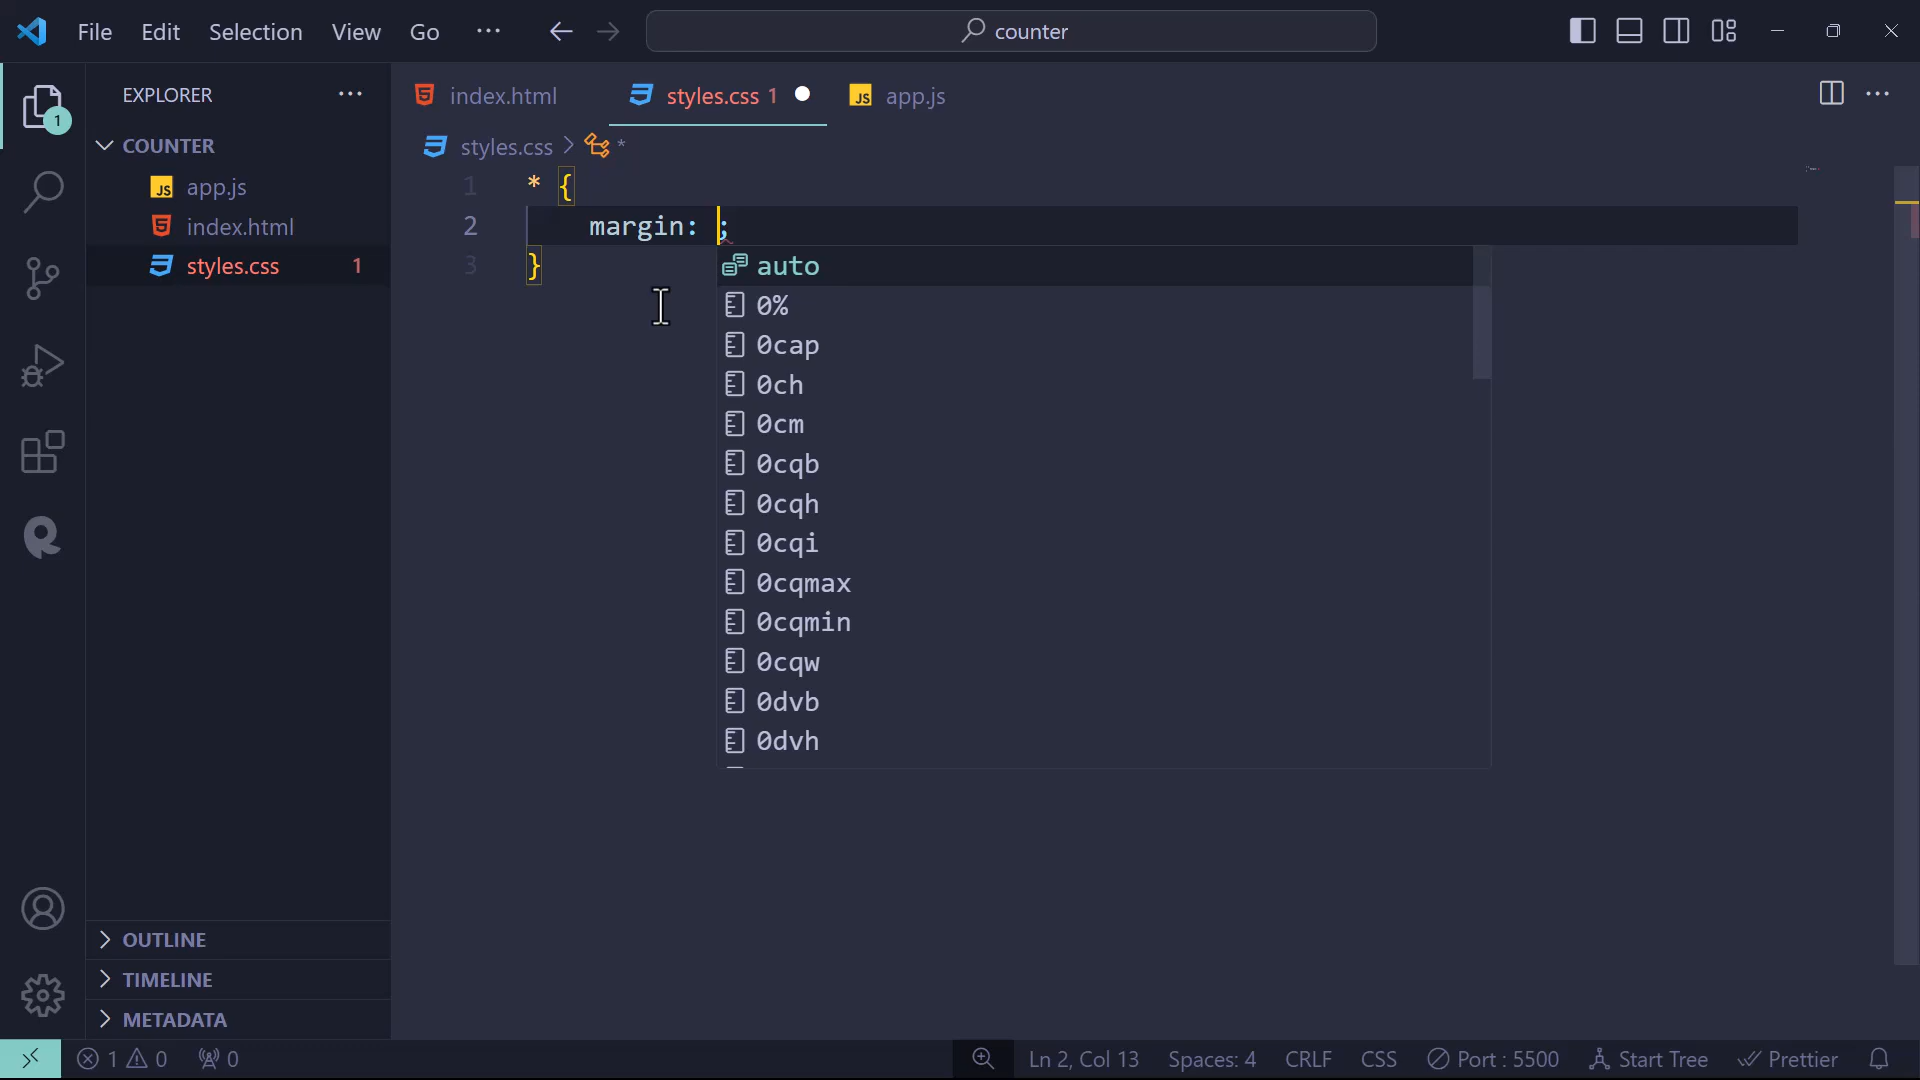 File Edit Selection View Go ··· counter
EXPLORER ···
1
COUNTER
JS app.js
index.html
styles.css 1
OUTLINE
TIMELINE
METADATA
index.html styles.css 1 JS app.js ···
styles.css > *
1 * {
2 margin: ;
3 }
auto
0%
0cap
0ch
0cm
0cqb
0cqh
0cqi
0cqmax
0cqmin
0cqw
0dvb
0dvh
1 0 0 Ln 2, Col 13 Spaces: 4 CRLF CSS Port : 5500 Start Tree Prettier